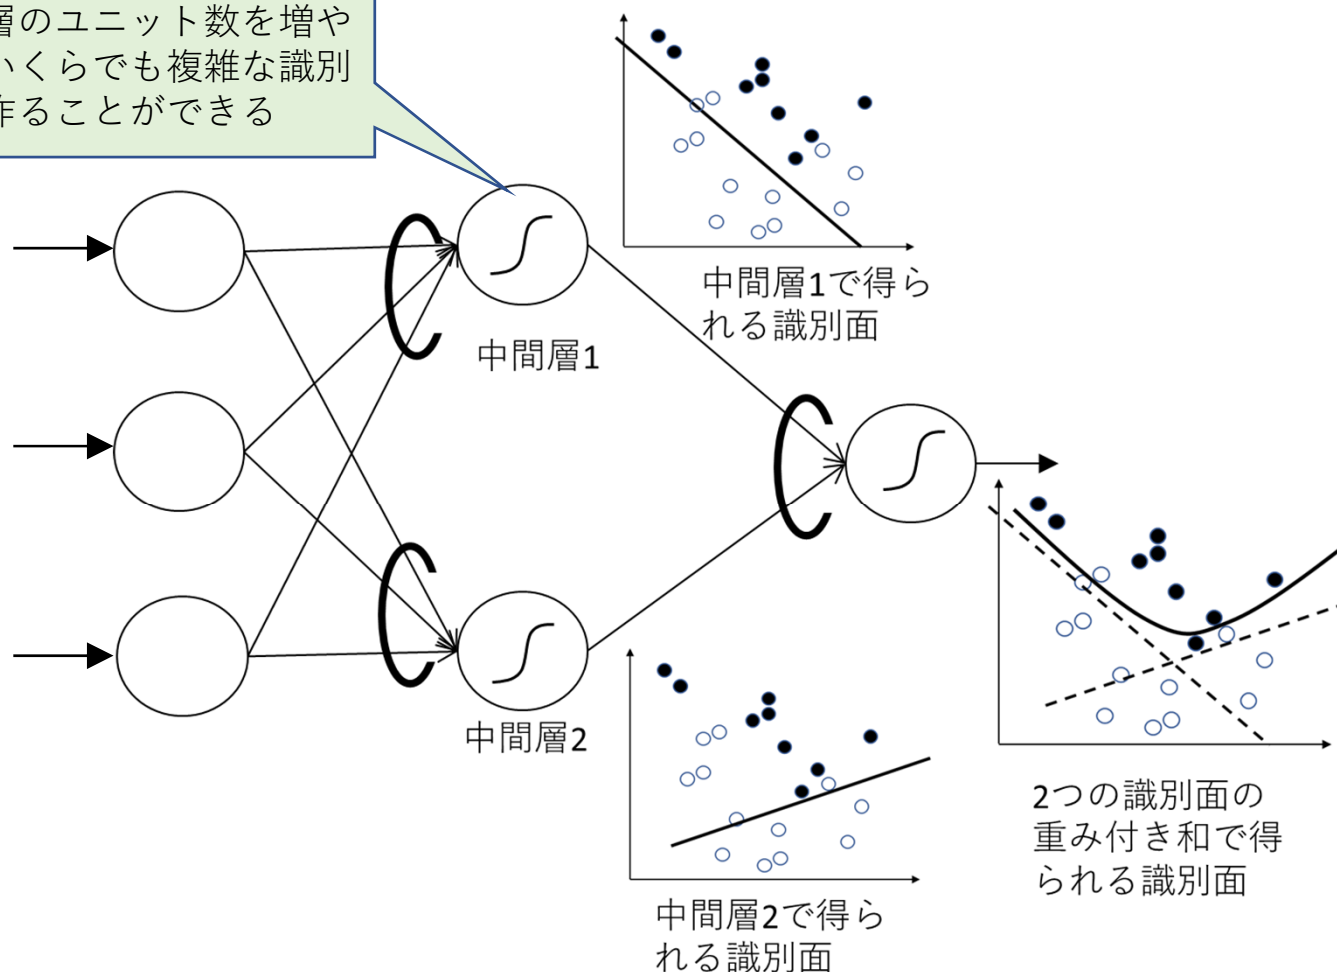 層のユニット数を増や
いくらでも複雑な識別
作ることができる
中間層1で得ら
れる識別面
中間層1
中間層2
2つの識別面の
重み付き和で得
られる識別面
中間層2で得ら
れる識別面